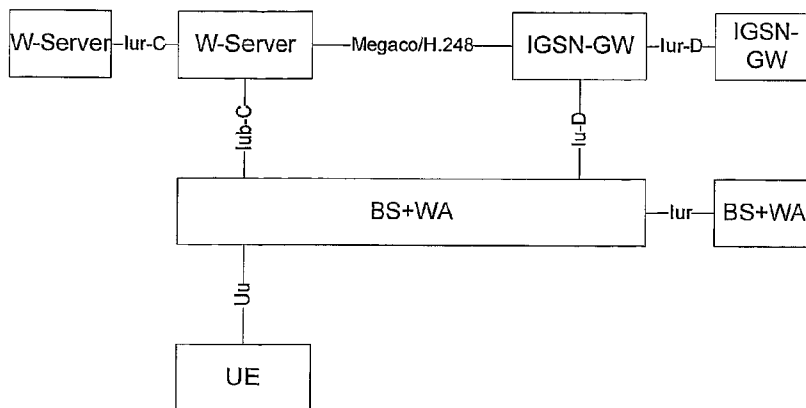 W-Server
Iur-C
W-Server
Megaco/H.248
IGSN-GW
Iur-D
IGSN-
GW
Iub-C
Iu-D
BS+WA
Iur
BS+WA
Uu
UE